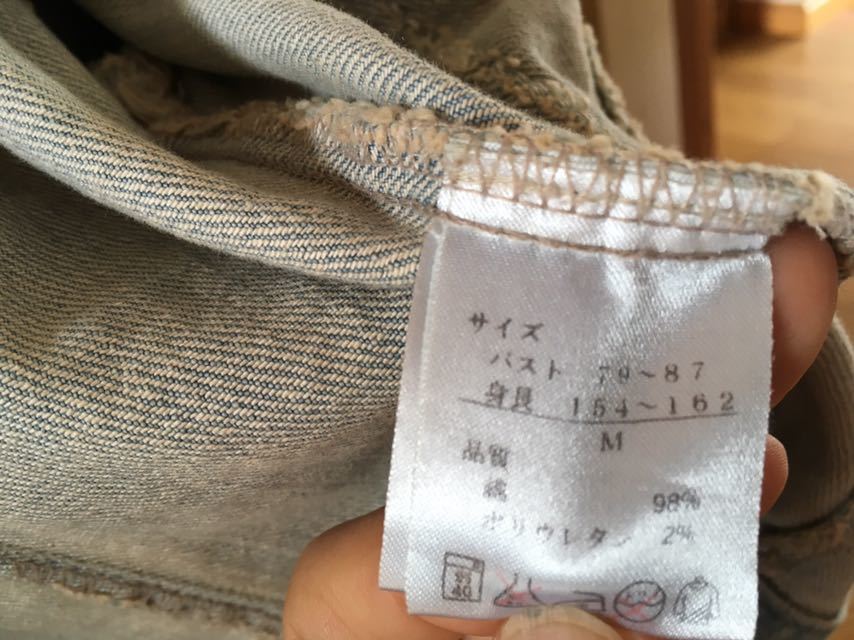 サイズ
バスト 79~87
身長 154~162
M
品質
綿 98%
ポリウレタン 2%
40